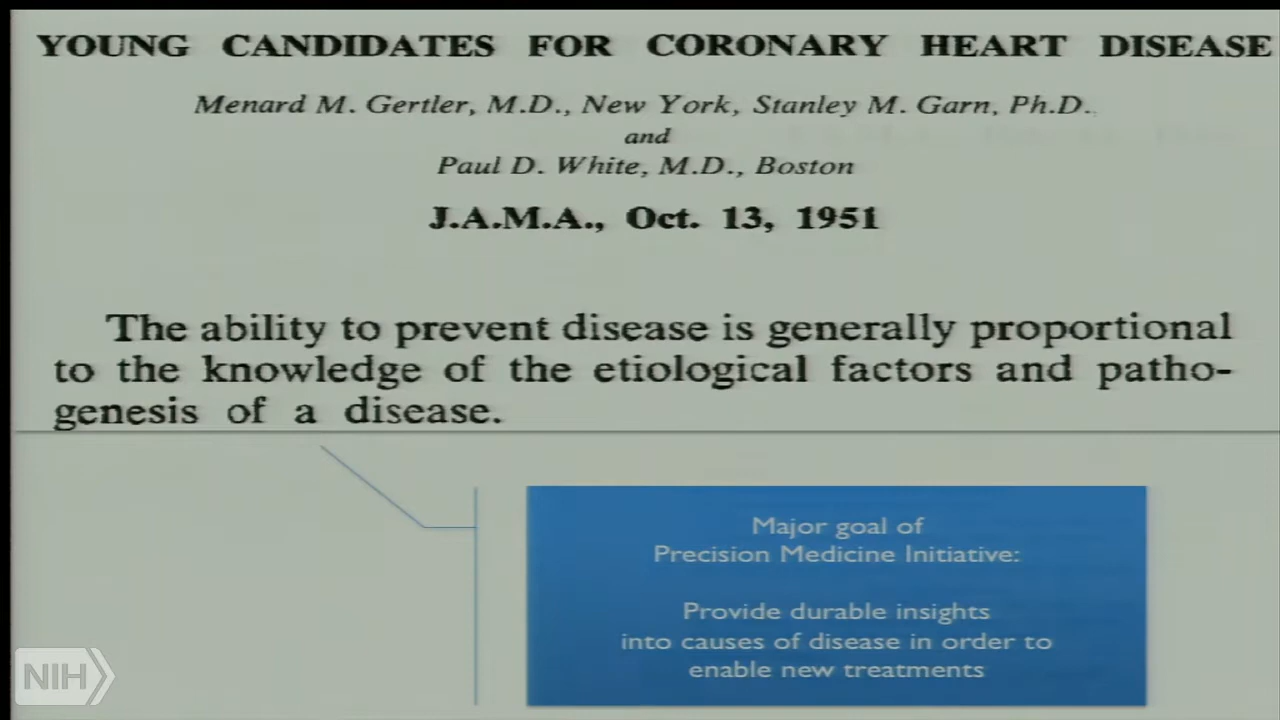 YOUNG CANDIDATES FOR CORONARY HEART DISEASE
Menard M. Gertler, M.D., New York, Stanley M. Garn, Ph.D.
and
Paul D. White, M.D., Boston
J.A.M.A., Oct. 13, 1951
The ability to prevent disease is generally proportional
to the knowledge of the etiological factors and patho-
genesis of a disease.
Major goal of
Precision Medicine Initiative:
Provide durable insights
into causes of disease in order to
enable new treatments
NIH